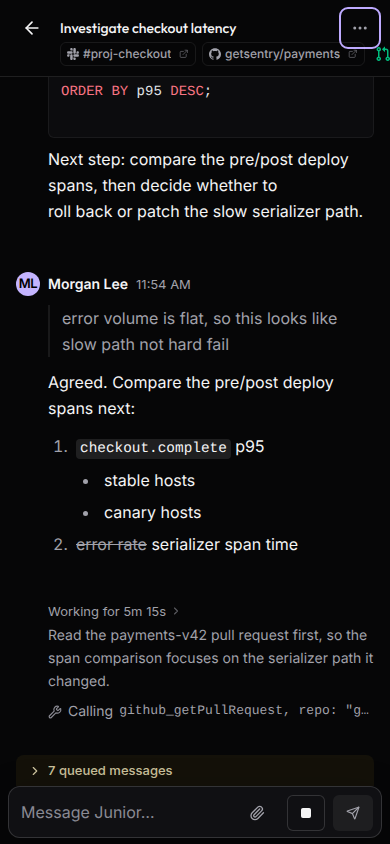 Investigate checkout latency
#proj-checkout
getsentry/payments
ORDER BY p95 DESC;
Next step: compare the pre/post deploy
spans, then decide whether to
roll back or patch the slow serializer path.
ML Morgan Lee 11:54 AM
error volume is flat, so this looks like
slow path not hard fail
Agreed. Compare the pre/post deploy
spans next:
1. checkout.complete p95
• stable hosts
• canary hosts
2. error rate serializer span time
Working for 5m 15s
Read the payments-v42 pull request first, so the
span comparison focuses on the serializer path it
changed.
Calling github_getPullRequest, repo: "g…
7 queued messages
Message Junior...